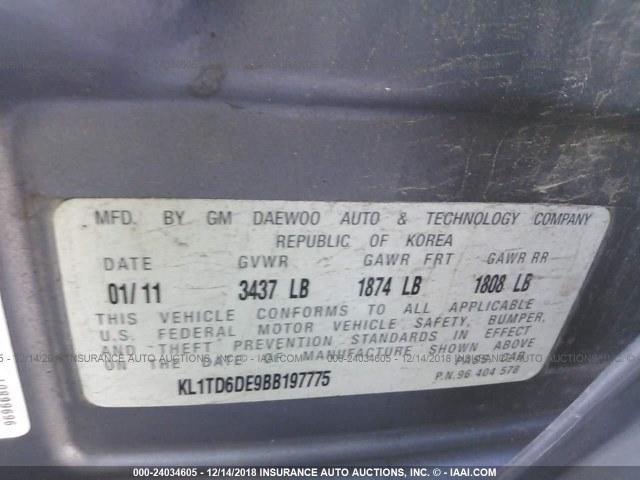 MFD. BY GM DAEWOO AUTO & TECHNOLOGY COMPANY
REPUBLIC OF KOREA
DATE GVWR GAWR FRT GAWR RR
01/11 3437 LB 1874 LB 1808 LB
THIS VEHICLE CONFORMS TO ALL APPLICABLE
U.S. FEDERAL MOTOR VEHICLE SAFETY, BUMPER,
AND THEFT PREVENTION STANDARDS IN EFFECT
ON THE DATE OF MANUFACTURE SHOWN ABOVE
KL1TD6DE9BB197775 PASS CAR
P.N.96 404 578
000-24034605 - 12/14/2018 INSURANCE AUTO AUCTIONS, INC. - IAAI.COM